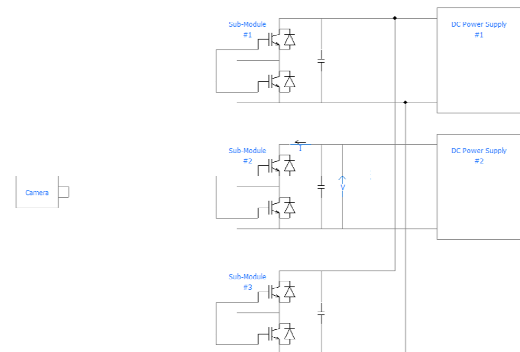 Sub-Module
#1
DC Power Supply
#1
Sub-Module
#2
I
DC Power Supply
#2
Camera
V
Sub-Module
#3